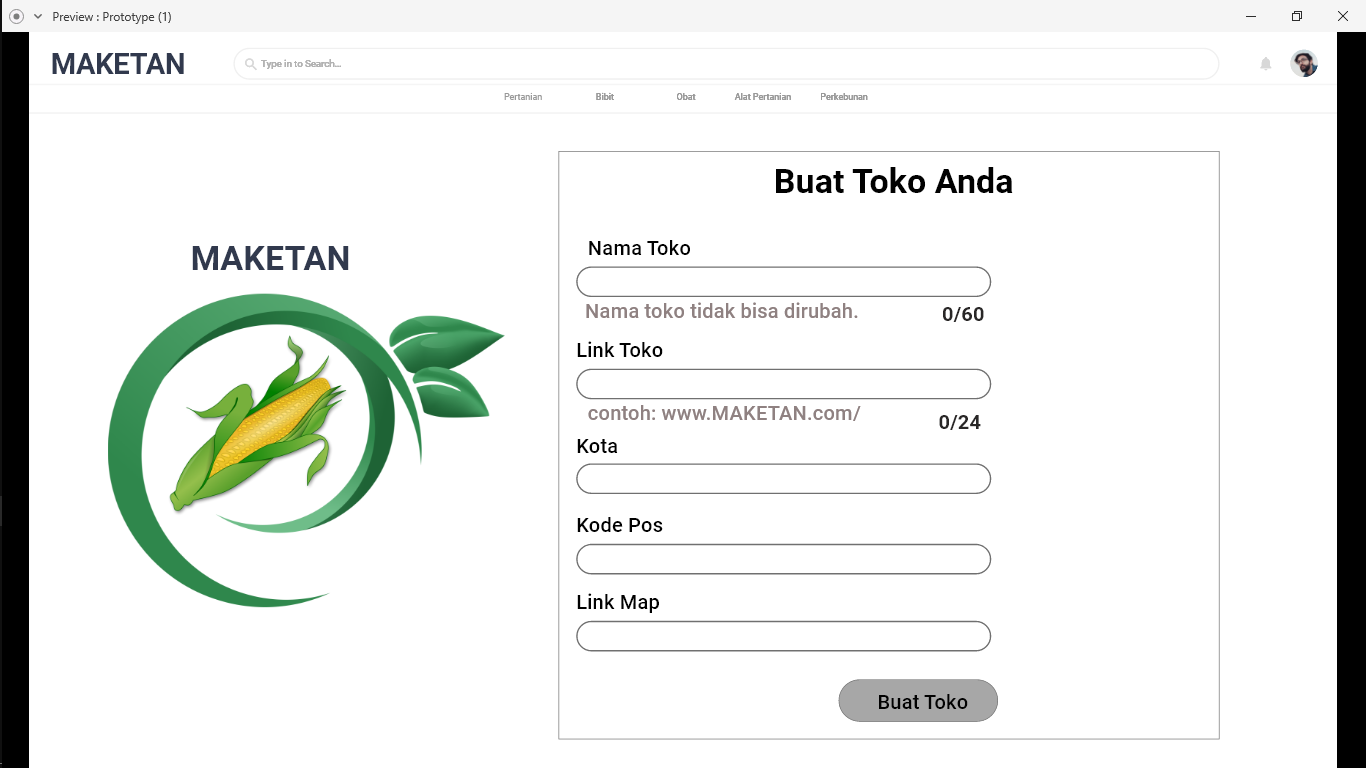 Preview : Prototype (1)
MAKETAN
Type in to Search...
Pertanian Bibit Obat Alat Pertanian Perkebunan
Buat Toko Anda
MAKETAN
Nama Toko
Nama toko tidak bisa dirubah. 0/60
Link Toko
contoh: www.MAKETAN.com/ 0/24
Kota
Kode Pos
Link Map
Buat Toko